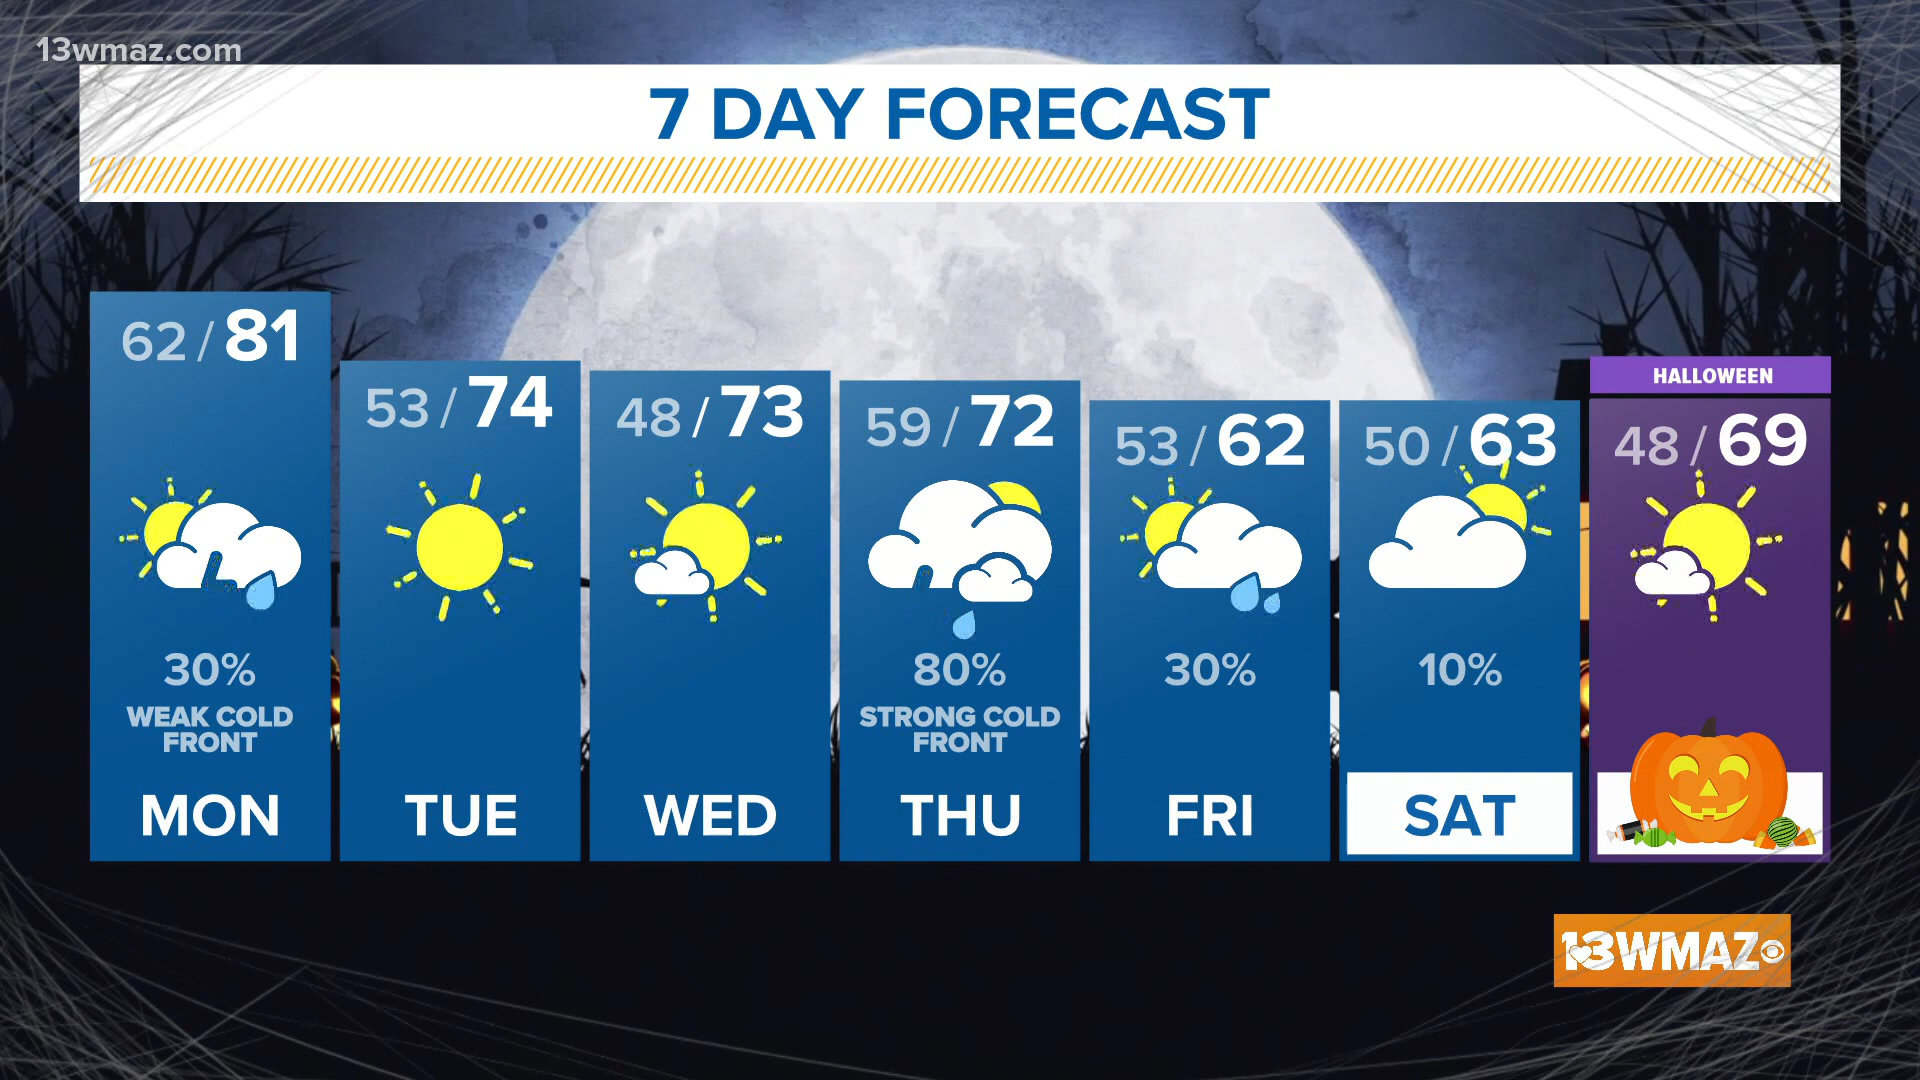 13wmaz.com
7 DAY FORECAST
62 / 81
30%
WEAK COLD
FRONT
MON
53 / 74
TUE
48 / 73
WED
59 / 72
80%
STRONG COLD
FRONT
THU
53 / 62
30%
FRI
50 / 63
10%
SAT
HALLOWEEN
48 / 69
13WMAZ